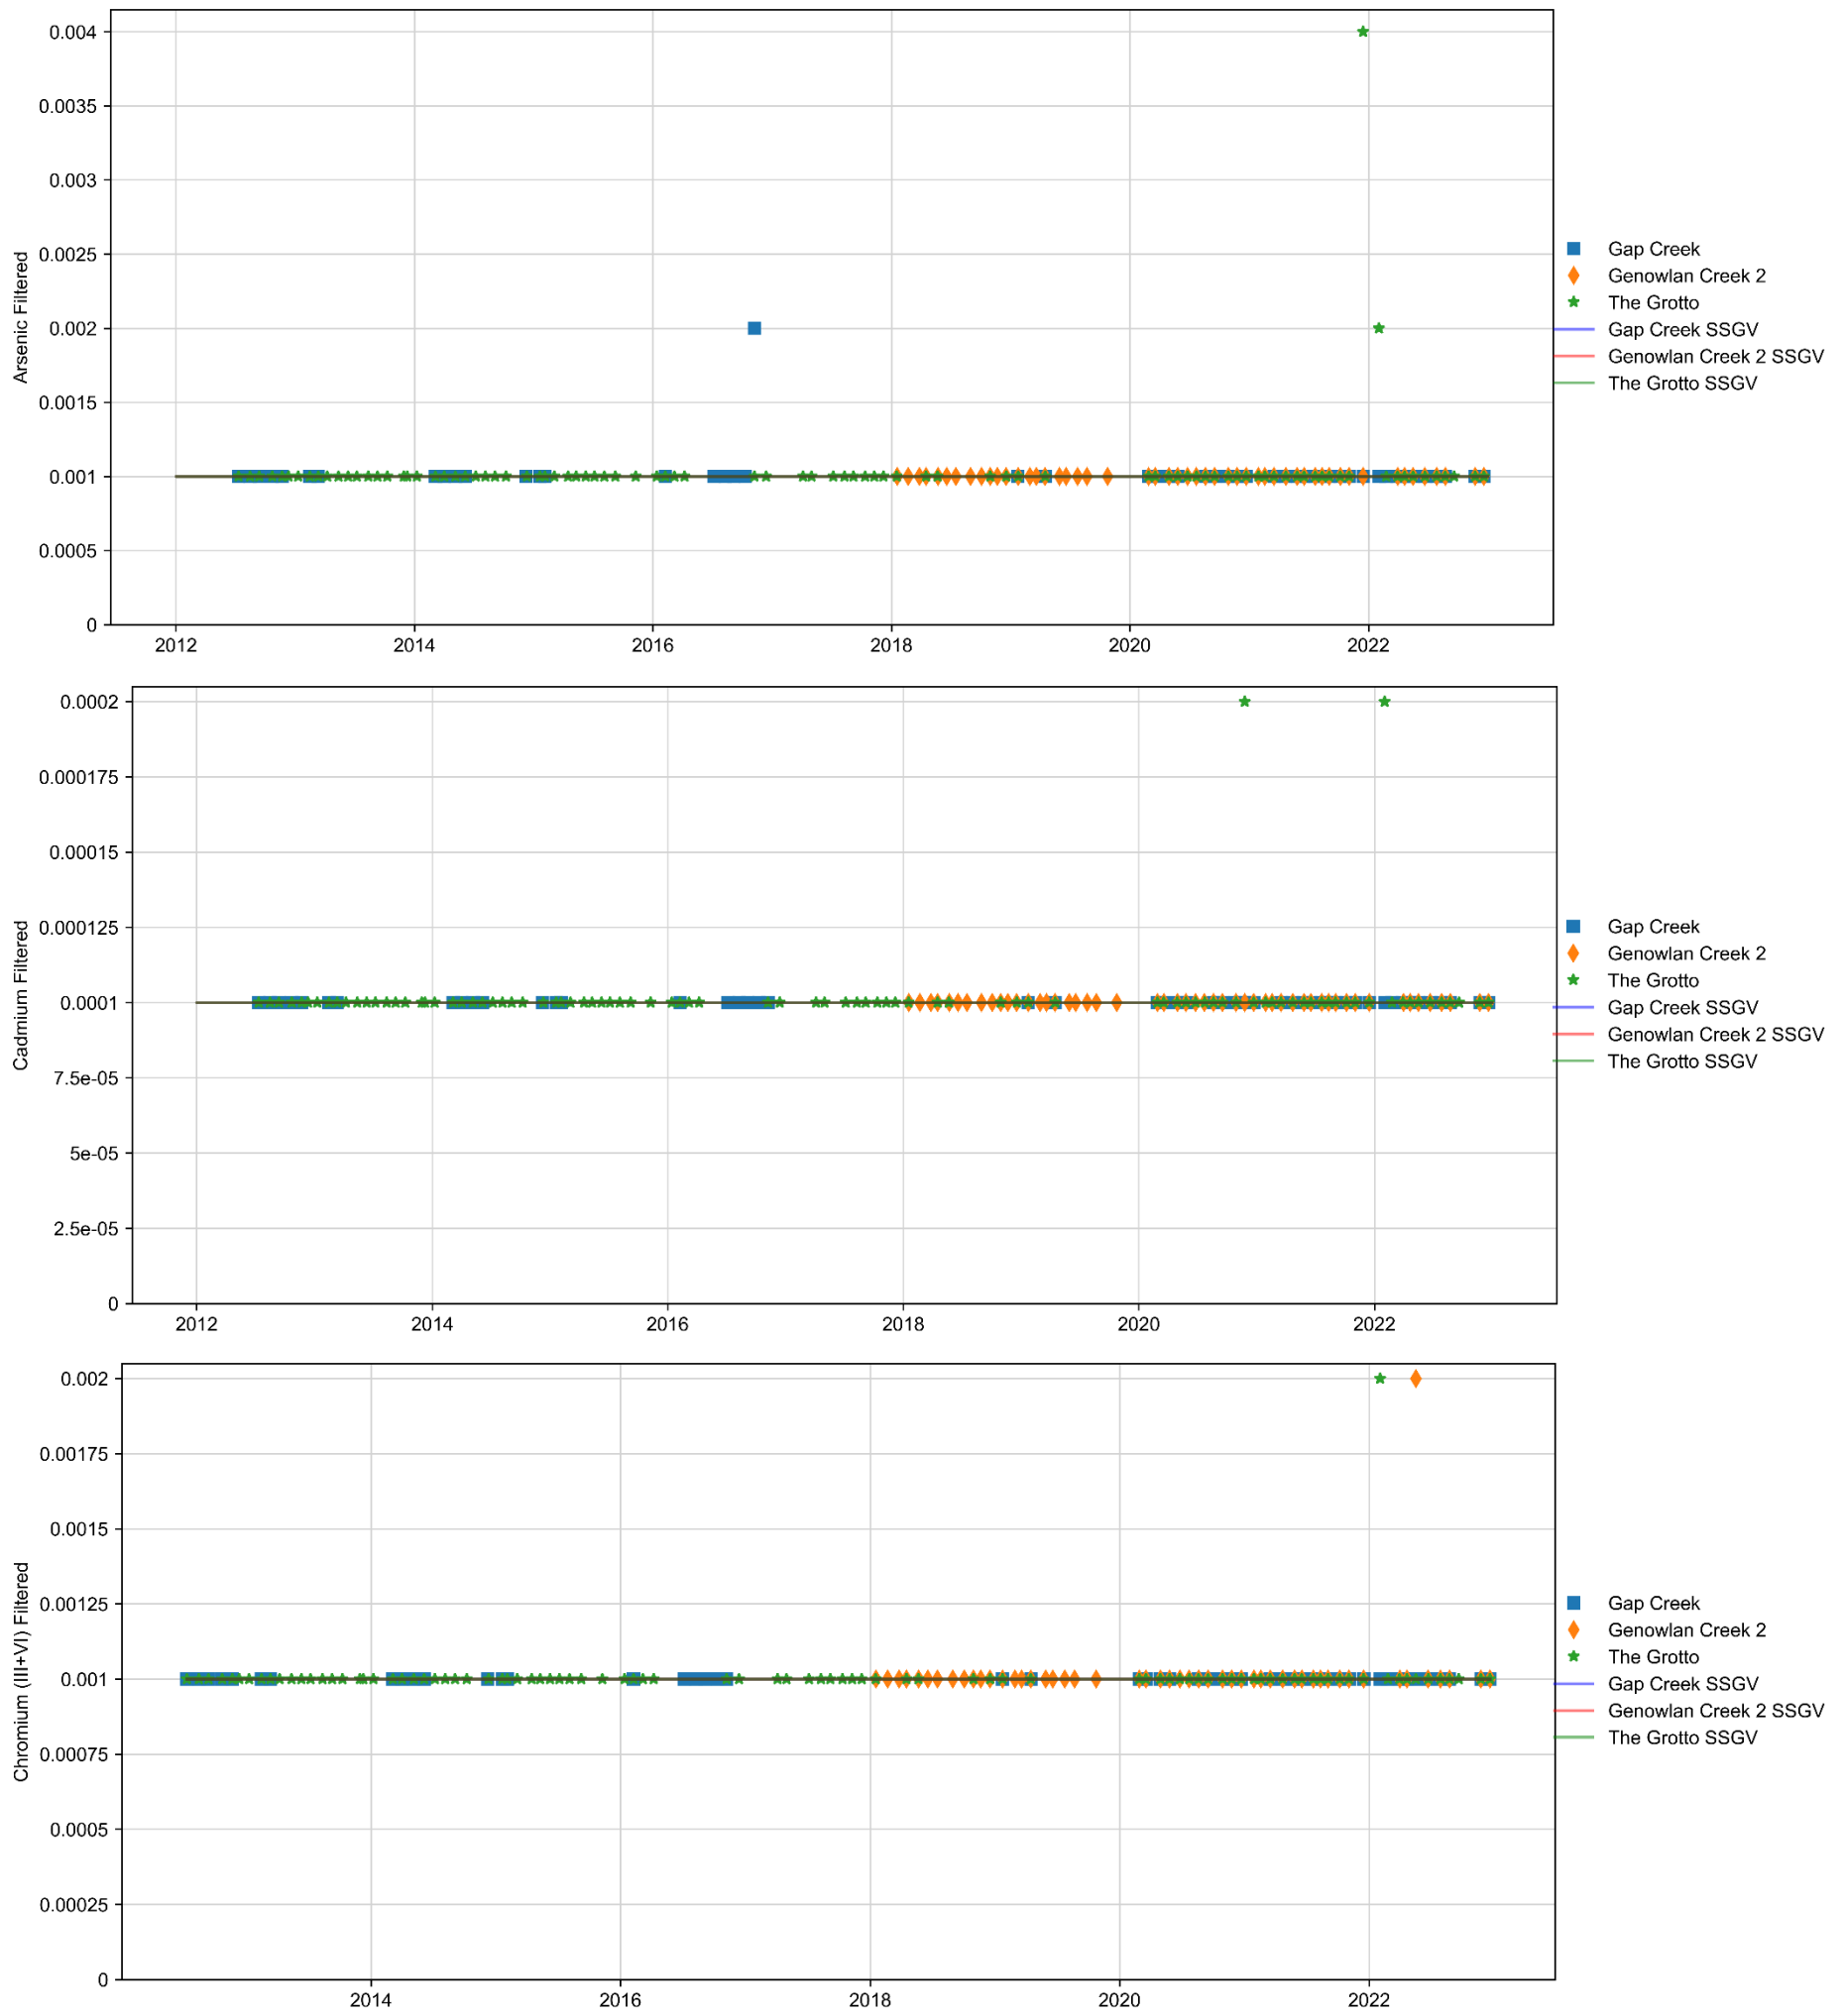 0.004
0.0035
0.003
0.0025
0.002
0.0015
0.001
0.0005
0
Arsenic Filtered
2012 2014 2016 2018 2020 2022
Gap Creek
Genowlan Creek 2
The Grotto
Gap Creek SSGV
Genowlan Creek 2 SSGV
The Grotto SSGV
0.0002
0.000175
0.00015
0.000125
0.0001
7.5e-05
5e-05
2.5e-05
0
Cadmium Filtered
2012 2014 2016 2018 2020 2022
Gap Creek
Genowlan Creek 2
The Grotto
Gap Creek SSGV
Genowlan Creek 2 SSGV
The Grotto SSGV
0.002
0.00175
0.0015
0.00125
0.001
0.00075
0.0005
0.00025
0
Chromium (III+VI) Filtered
2014 2016 2018 2020 2022
Gap Creek
Genowlan Creek 2
The Grotto
Gap Creek SSGV
Genowlan Creek 2 SSGV
The Grotto SSGV